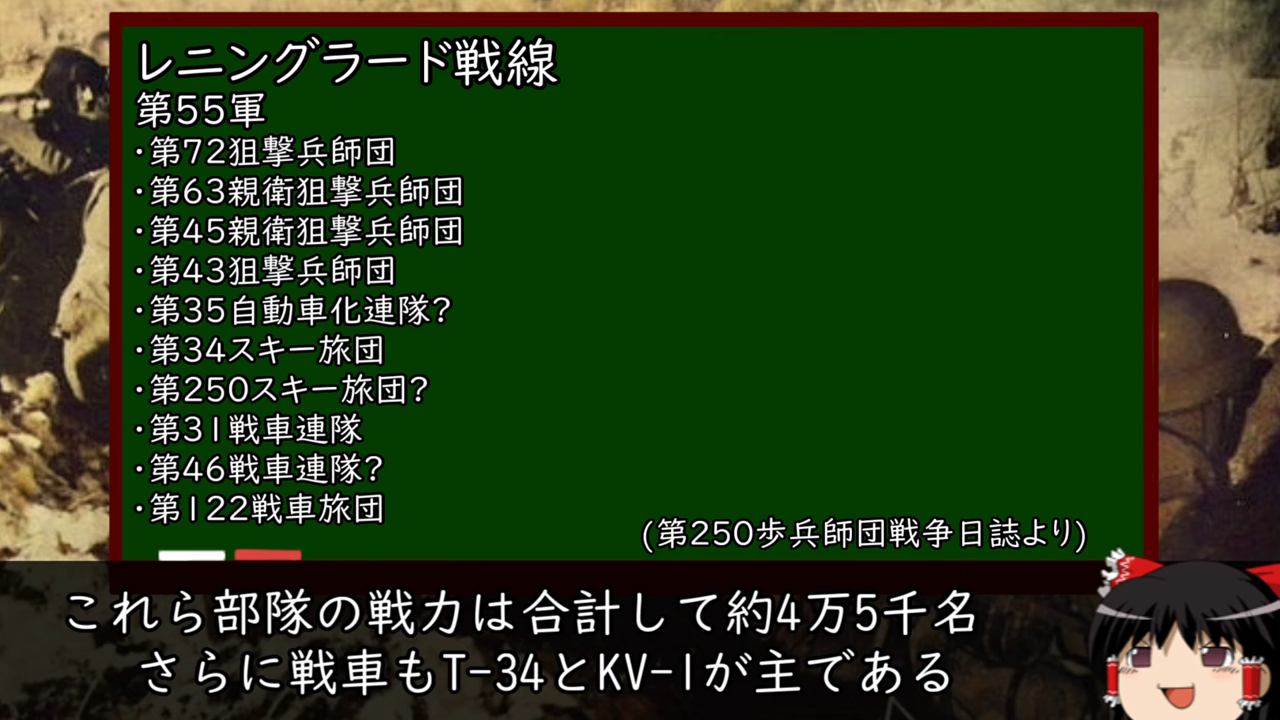 レニングラード戦線
第55軍
・第72狙撃兵師団
・第63親衛狙撃兵師団
・第45親衛狙撃兵師団
・第43狙撃兵師団
・第35自動車化連隊?
・第34スキー旅団
・第250スキー旅団?
・第31戦車連隊
・第46戦車連隊?
・第122戦車旅団
(第250歩兵師団戦争日誌より)
これら部隊の戦力は合計して約4万5千名
さらに戦車もT-34とKV-1が主である